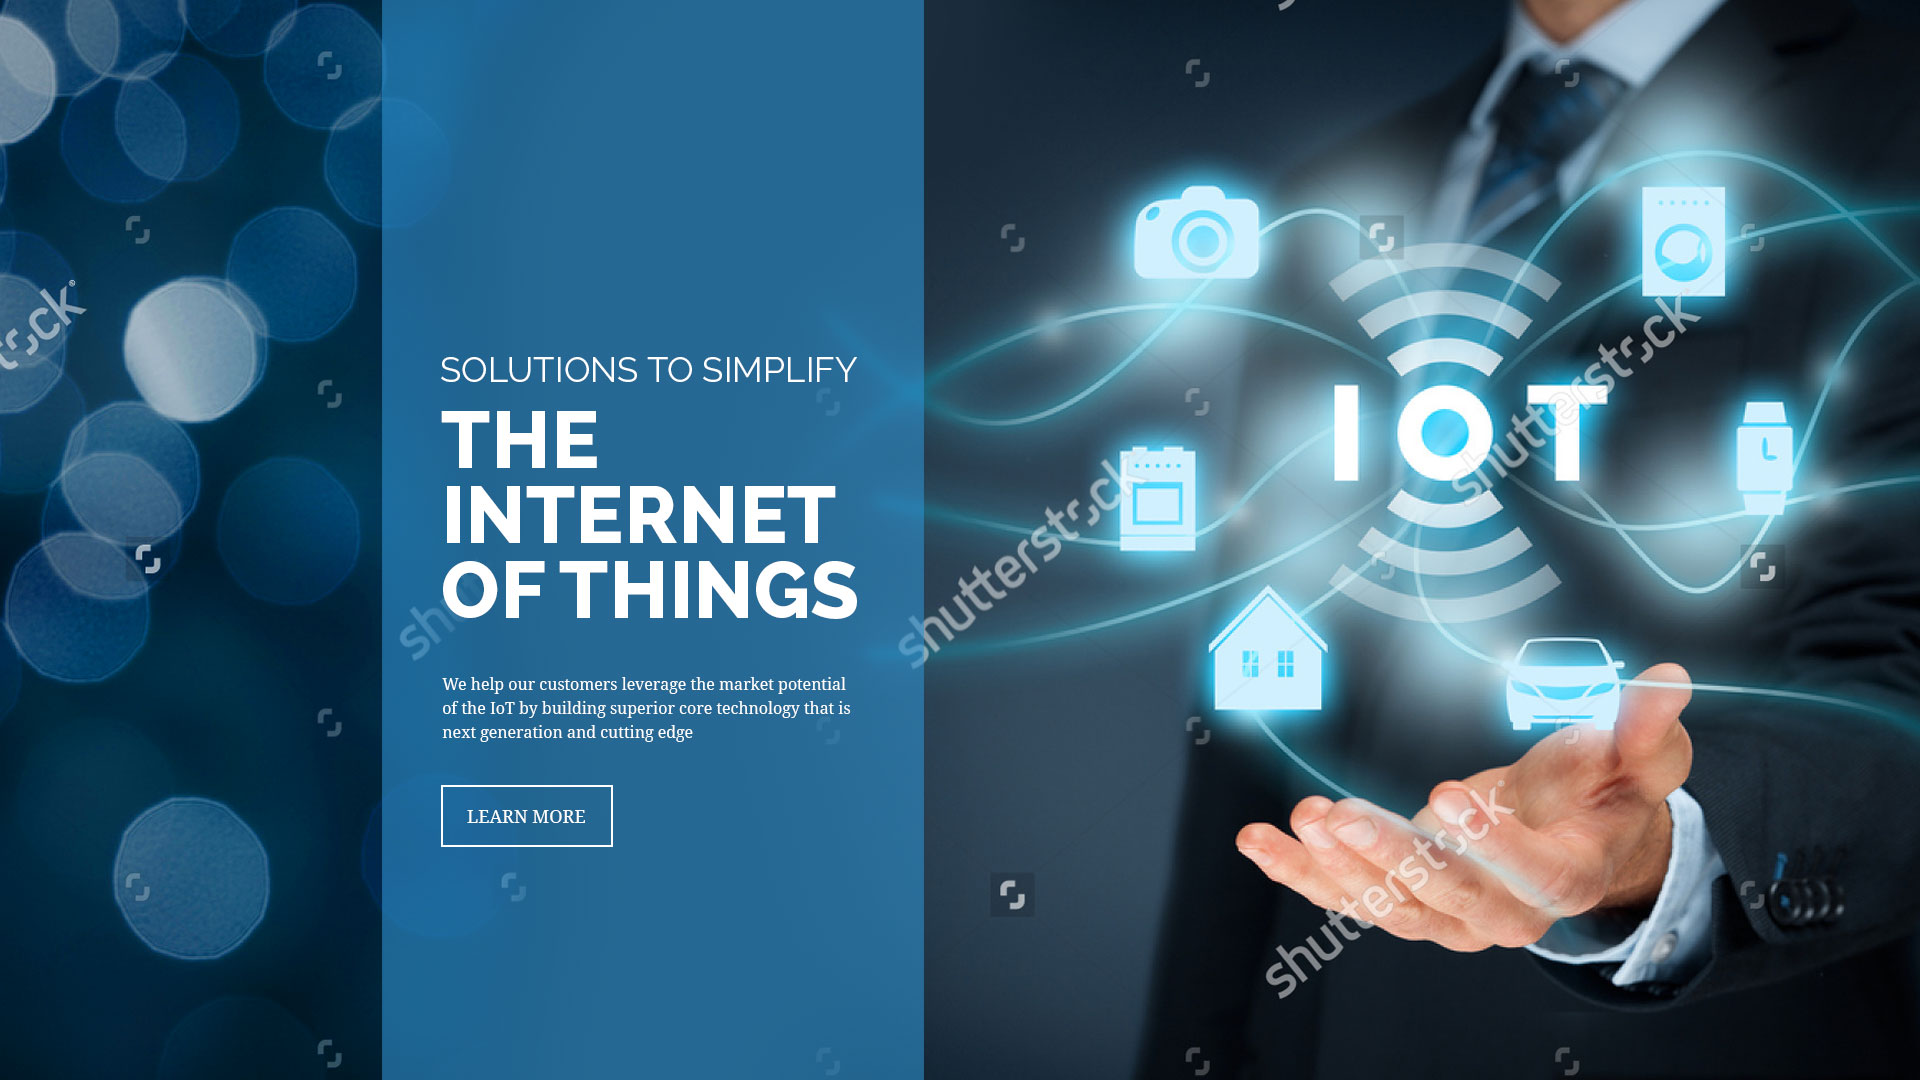 SOLUTIONS TO SIMPLIFY
THE
INTERNET
OF THINGS
We help our customers leverage the market potential
of the IoT by building superior core technology that is
next generation and cutting edge
LEARN MORE
IOT
shutterstock
shutterstock
shutterstock